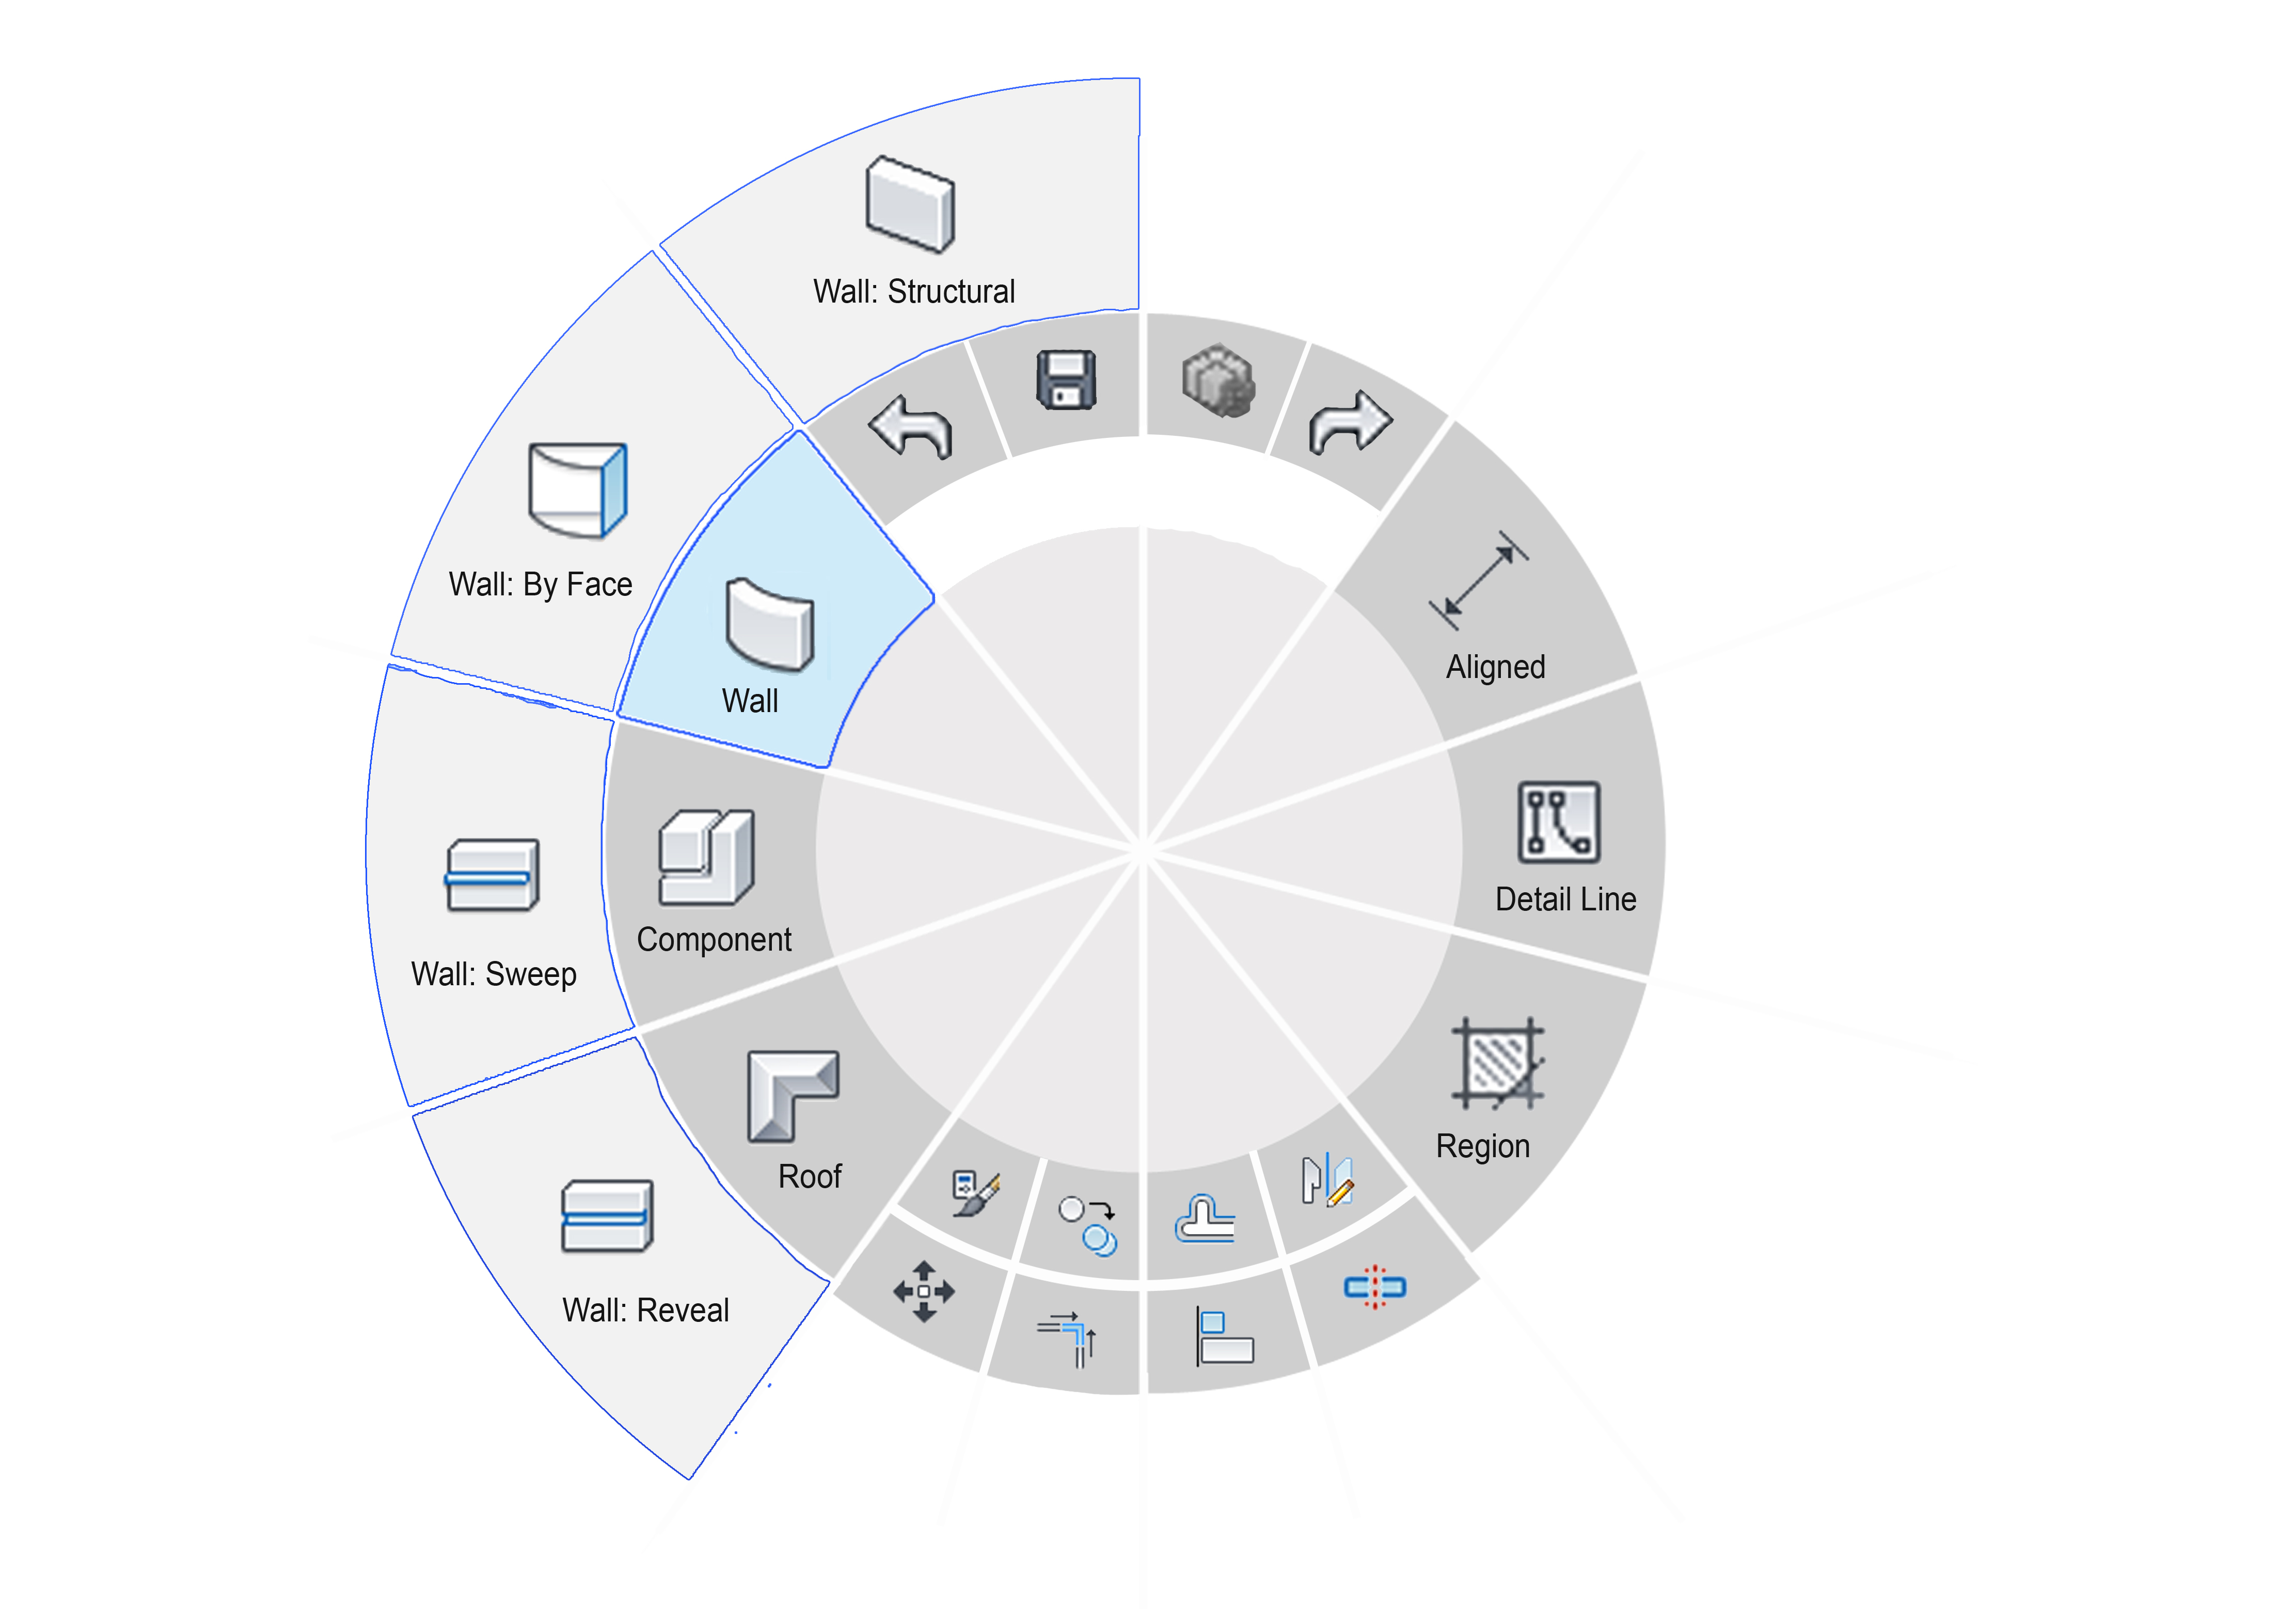 Wall: Structural
Wall: By Face
Aligned
Wall
Detail Line
Component
Wall: Sweep
Region
Roof
Wall: Reveal